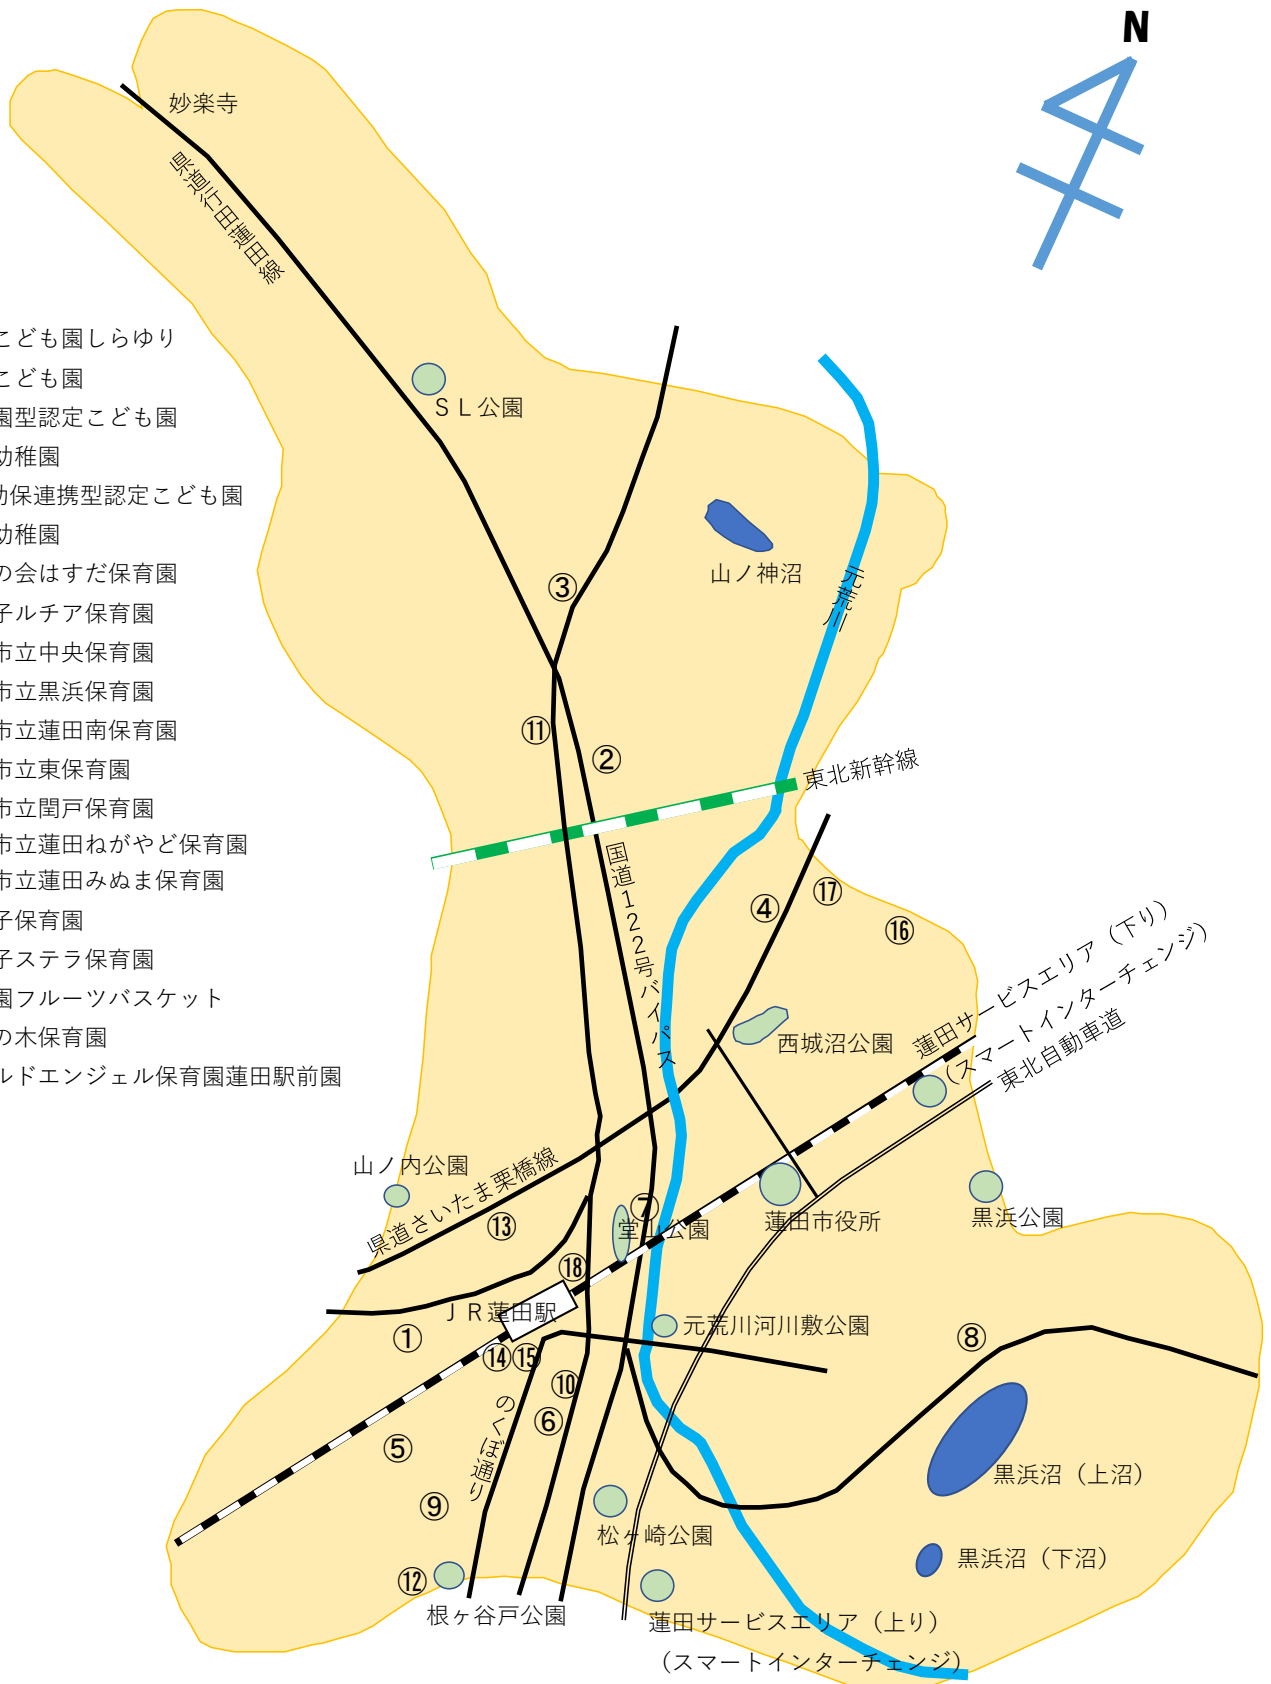 N
妙楽寺
県道行田蓮田線
こども園しらゆり
こども園
園型認定こども園
幼稚園
幼保連携型認定こども園
幼稚園
の会はすだ保育園
子ルチア保育園
市立中央保育園
市立黒浜保育園
市立蓮田南保育園
市立東保育園
市立閏戸保育園
市立蓮田ねがやど保育園
市立蓮田みぬま保育園
子保育園
子ステラ保育園
園フルーツバスケット
の木保育園
ルドエンジェル保育園蓮田駅前園
ＳＬ公園
③
山ノ神沼
元荒川
⑪
②
東北新幹線
国道１２２号バイパス
④
⑰
⑯
西城沼公園
蓮田サービスエリア（下り）
（スマートインターチェンジ）
東北自動車道
山ノ内公園
県道さいたま栗橋線
⑬
⑦
堂山公園
蓮田市役所
黒浜公園
⑱
ＪＲ蓮田駅
元荒川河川敷公園
①
⑭
⑮
⑧
⑩
⑥
のくぼ通り
⑤
⑨
黒浜沼（上沼）
松ヶ崎公園
黒浜沼（下沼）
⑫
根ヶ谷戸公園
蓮田サービスエリア（上り）
（スマートインターチェンジ）